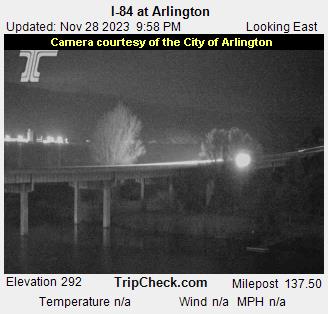 I-84 at Arlington
Updated: Nov 28 2023 9:58 PM Looking East
Camera courtesy of the City of Arlington
Elevation 292 TripCheck.com Milepost 137.50
Temperature n/a Wind n/a MPH n/a